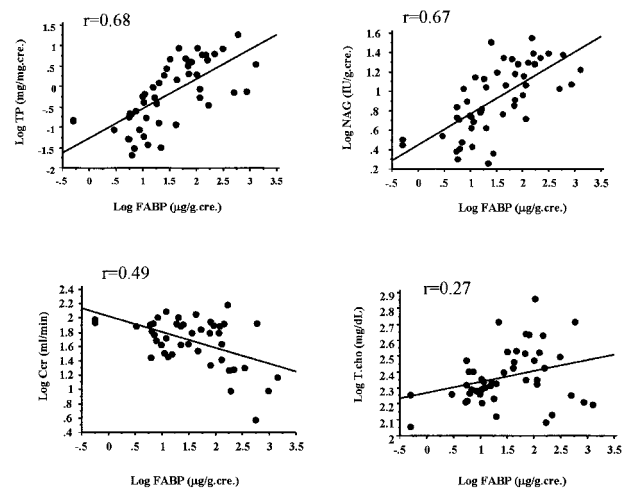 r=0.68
Log TP (mg/mg.cre.)
1.5
1
.5
0
-.5
-1
-1.5
-2
-.5 0 .5 1 1.5 2 2.5 3 3.5
Log FABP (µg/g.cre.)
r=0.67
Log NAG (IU/g.cre.)
1.6
1.4
1.2
1
.8
.6
.4
.2
-.5 0 .5 1 1.5 2 2.5 3 3.5
Log FABP (µg/g.cre.)
r=0.49
Log Ccr (ml/min)
2.4
2.2
2
1.8
1.6
1.4
1.2
1
.8
.6
.4
-.5 0 .5 1 1.5 2 2.5 3 3.5
Log FABP (µg/g.cre.)
r=0.27
Log T.cho (mg/dL)
2.9
2.8
2.7
2.6
2.5
2.4
2.3
2.2
2.1
2
-.5 0 .5 1 1.5 2 2.5 3 3.5
Log FABP (µg/g.cre.)